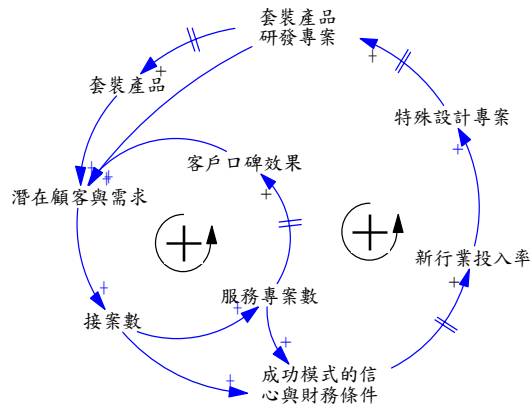 套裝產品
研發專案
套裝產品
特殊設計專案
客戶口碑效果
潛在顧客與需求
新行業投入率
服務專案數
接案數
成功模式的信
心與財務條件